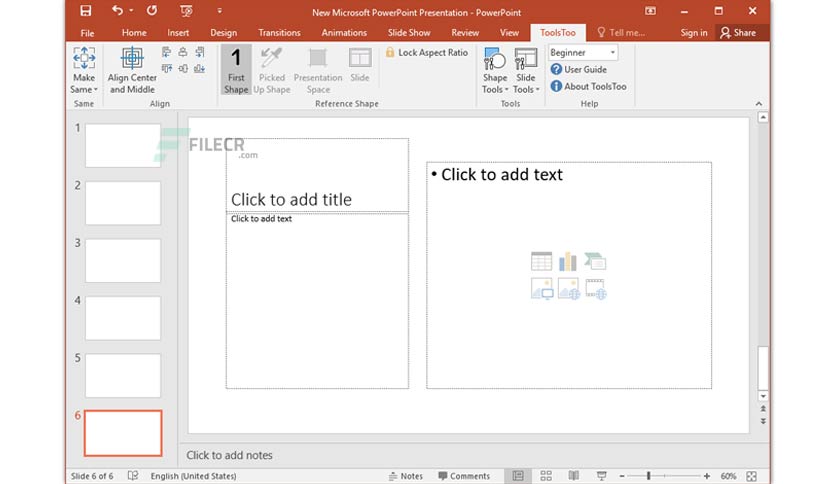 New Microsoft PowerPoint Presentation - PowerPoint
File Home Insert Design Transitions Animations Slide Show Review View ToolsToo Tell me... Sign in Share
Make Same
Align Center and Middle
1
First Shape
Picked Up Shape
Presentation Space
Slide
Lock Aspect Ratio
Shape Tools
Slide Tools
Beginner
User Guide
About ToolsToo
Same Align Reference Shape Tools Help
1
2
3
4
5
6
FILECR
.com
Click to add title
Click to add text
• Click to add text
Click to add notes
Slide 6 of 6 English (United States) Notes Comments 60%